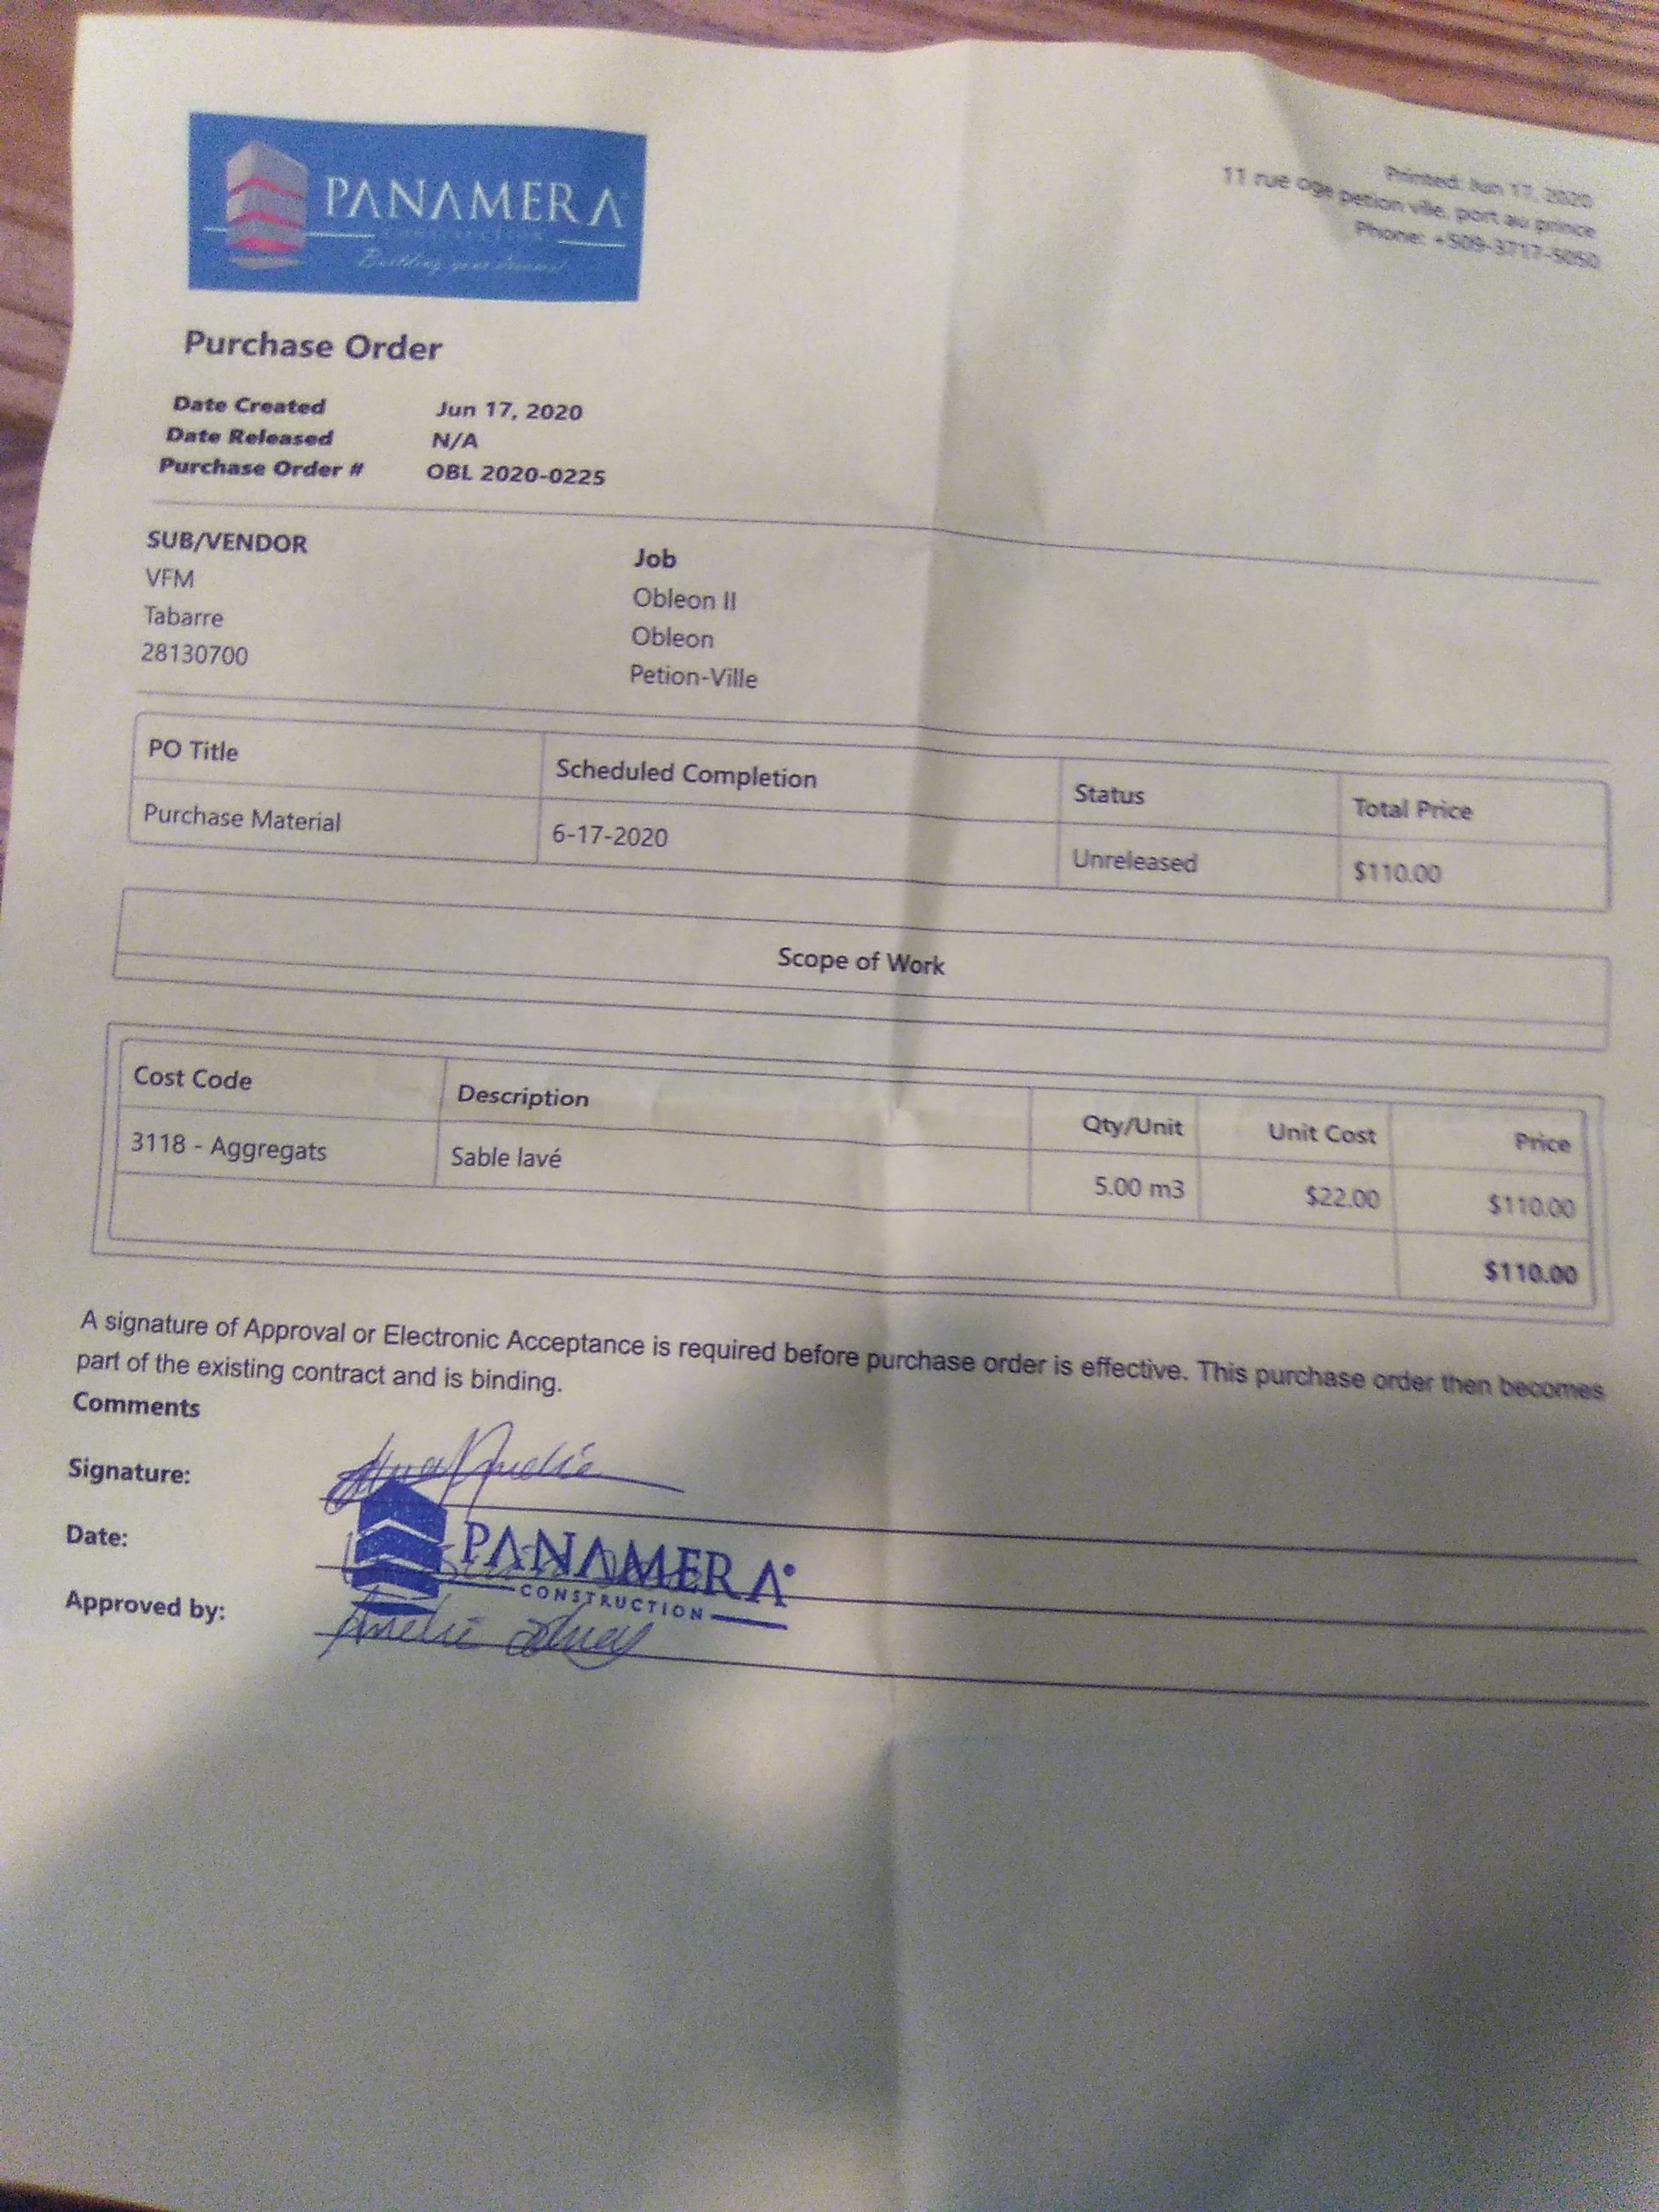 PANAMERA
CONSTRUCTION
Building your dreams!
Printed: Jun 17, 2020
11 rue oge petion ville, port au prince
Phone: +509-3717-5050
Purchase Order
Date Created Jun 17, 2020
Date Released N/A
Purchase Order # OBL 2020-0225
SUB/VENDOR Job
VFM Obleon II
Tabarre Obleon
28130700 Petion-Ville
PO Title Scheduled Completion Status Total Price
Purchase Material 6-17-2020 Unreleased $110.00
Scope of Work
Cost Code Description Qty/Unit Unit Cost Price
3118 - Aggregats Sable lavé 5.00 m3 $22.00 $110.00
$110.00
A signature of Approval or Electronic Acceptance is required before purchase order is effective. This purchase order then becomes
part of the existing contract and is binding.
Comments
Signature:
Date:
PANAMERA
CONSTRUCTION
Approved by: